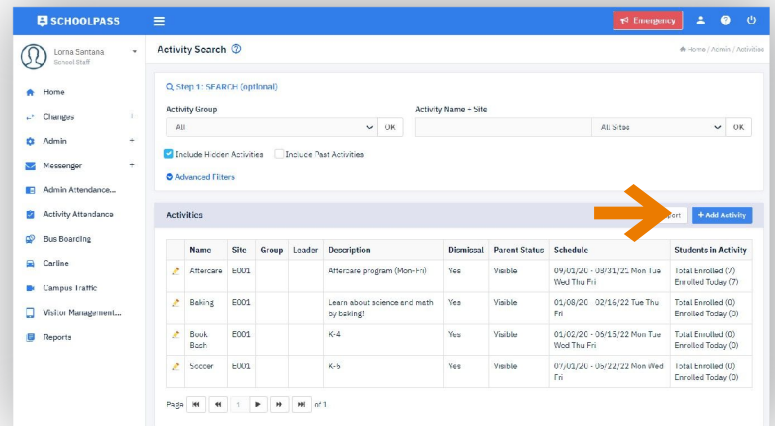 SCHOOLPASS
Emergency
Lorna Santana
School Staff
Activity Search
Home / Admin / Activities
Home
Changes
Admin +
Messenger +
Admin Attendance...
Activity Attendance
Bus Boarding
Carline
Campus Traffic
Visitor Management...
Reports
Step 1: SEARCH (optional)
Activity Group
Activity Name + Site
All
OK
All Sites
OK
Include Hidden Activities
Include Past Activities
Advanced Filters
Activities
+ Add Activity
Name Site Group Leader Description Dismissal Parent Status Schedule Students in Activity
Aftercare E001 Aftercare program (Mon-Fri) Yes Visible 09/01/20 - 08/31/21 Mon Tue Total Enrolled (7)
Wed Thu Fri Enrolled Today (7)
Baking E001 Learn about science and math Yes Visible 01/08/20 - 02/16/22 Tue Thu Total Enrolled (0)
by baking! Fri Enrolled Today (0)
Book E001 K-4 Yes Visible 01/02/20 - 06/15/22 Mon Tue Total Enrolled (0)
Bash Wed Thu Fri Enrolled Today (0)
Soccer E001 Yes Visible 07/01/20 - 06/22/22 Mon Wed Total Enrolled (0)
Fri Enrolled Today (0)
Page 1 of 1